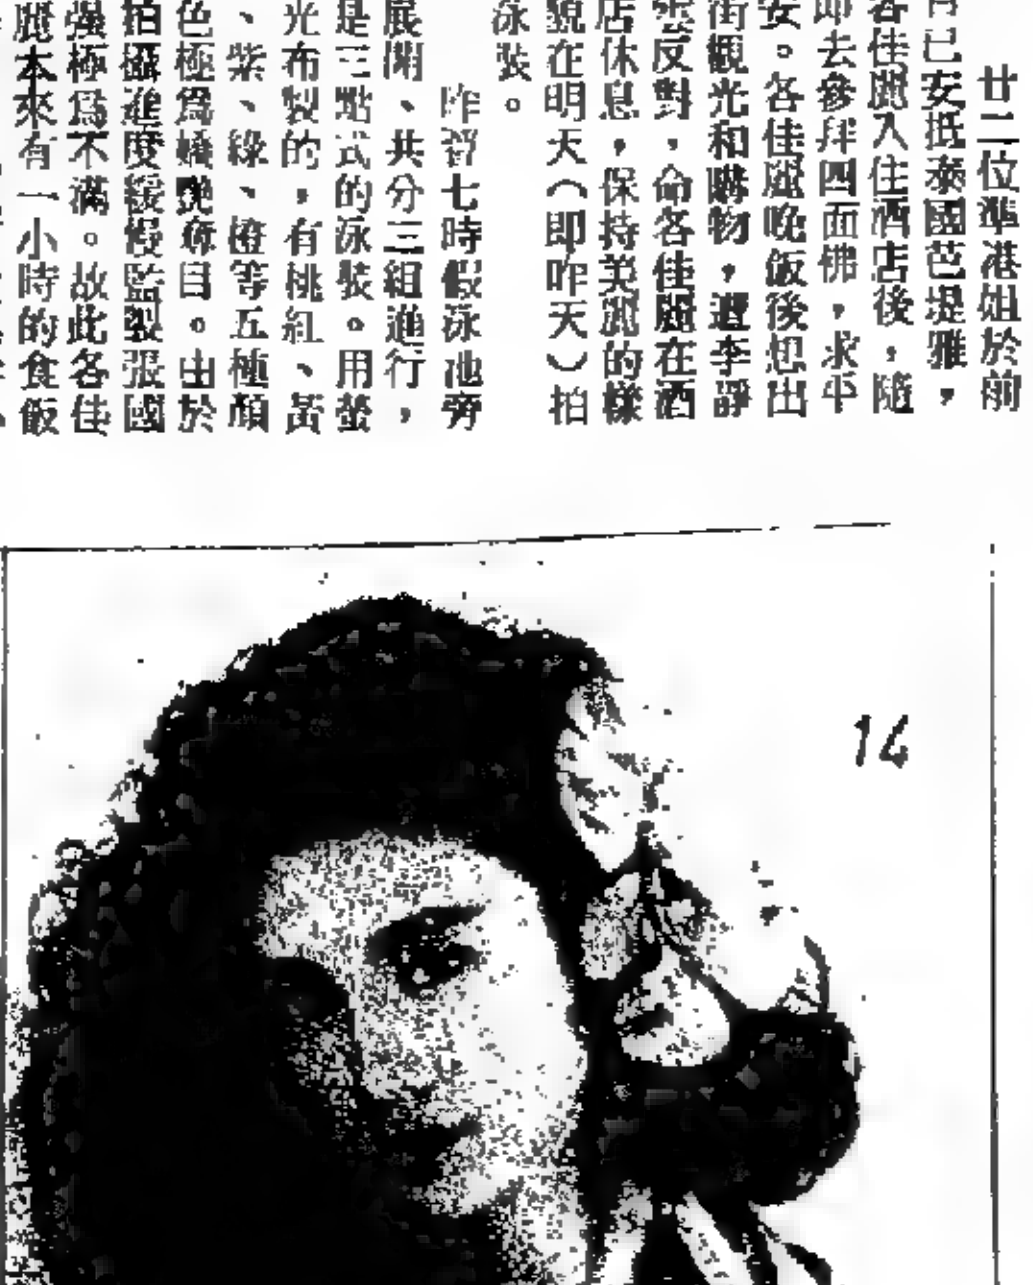 廿二位準港姐於前
宵已安抵泰國芭堤雅，
各佳麗入住酒店後，隨
即去參拜四面佛，求平
安。各佳麗晚飯後想出
街觀光和購物，遭李靜
雯反對，命各佳麗在酒
店休息，保持美麗的樣
貌在明天（即昨天）拍
泳裝。
昨晨七時假泳池旁
展開、共分三組進行，
是三點式的泳裝。用螢
光布製的，有桃紅、黃
、紫、綠、橙等五種顏
色極爲嬌艷奪目。由於
拍攝進度緩慢監製張國
強極爲不滿。故此各佳
麗本來有一小時的食飯
14